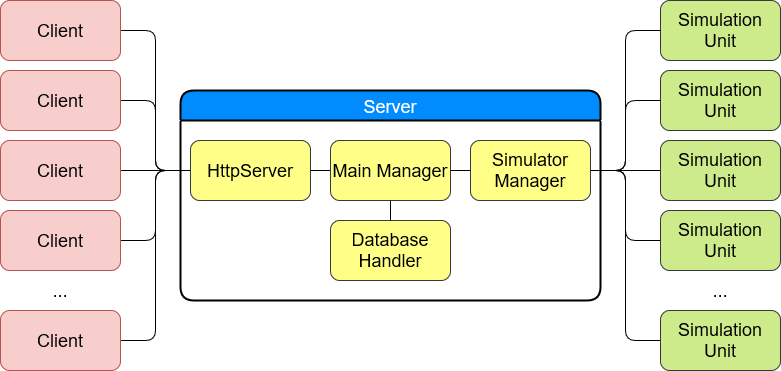 Client
Client
Client
Client
...
Client
Server
HttpServer
Main Manager
Simulator
Manager
Database
Handler
Simulation
Unit
Simulation
Unit
Simulation
Unit
Simulation
Unit
...
Simulation
Unit